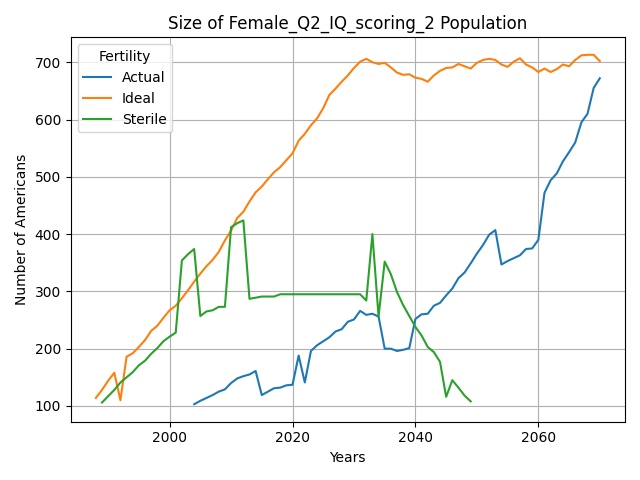 Size of Female_Q2_IQ_scoring_2 Population
Fertility
Actual
Ideal
Sterile
Number of Americans
700
600
500
400
300
200
100
2000
2020
2040
2060
Years